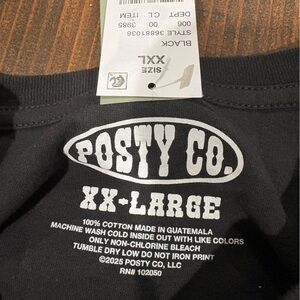 006 00 3985
DEPT CL ITEM
STYLE 36881036
BLACK
SIZE
XXL
POSTY CO.
XX-LARGE
100% COTTON MADE IN GUATEMALA
MACHINE WASH COLD INSIDE OUT WITH LIKE COLORS
ONLY NON-CHLORINE BLEACH
TUMBLE DRY LOW DO NOT IRON PRINT
©2025 POSTY CO, LLC
RN# 102050